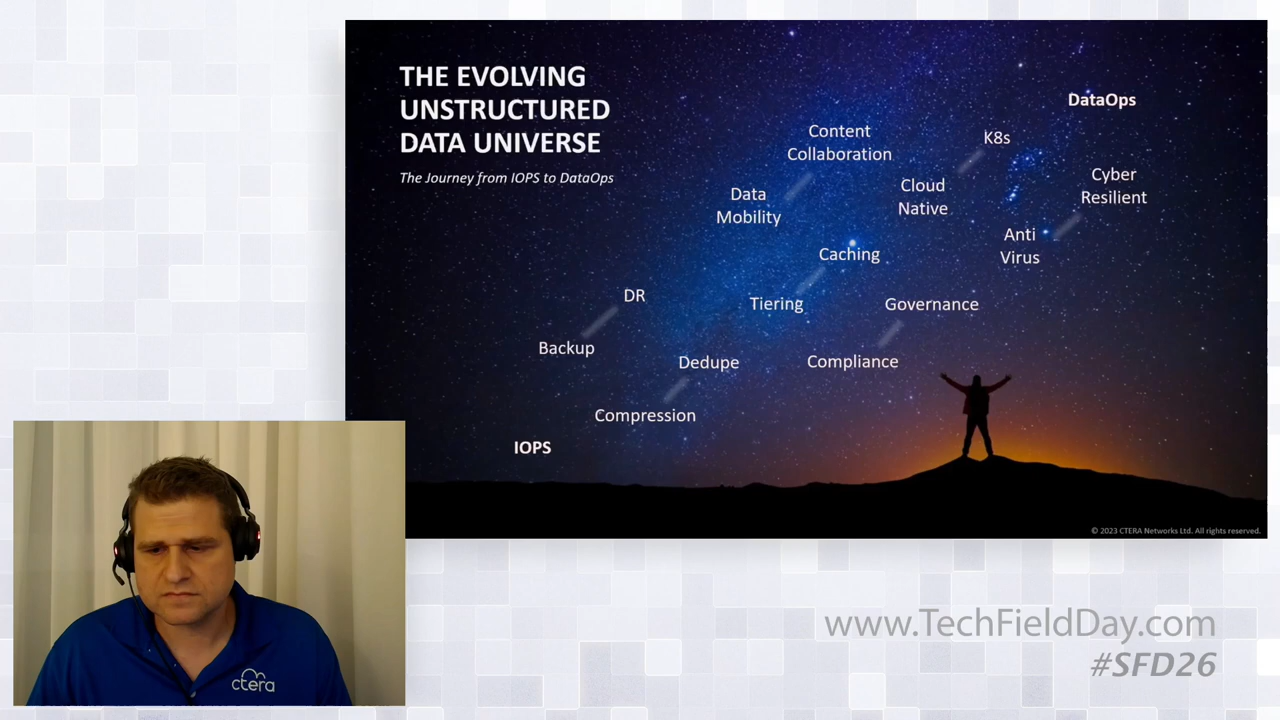 THE EVOLVING
UNSTRUCTURED
DATA UNIVERSE
The Journey from IOPS to DataOps
DataOps
Content
Collaboration
K8s
Data
Mobility
Cloud
Native
Cyber
Resilient
Anti
Virus
Caching
Tiering
DR
Backup
Governance
Compliance
Dedupe
Compression
IOPS
© 2023 CTERA Networks Ltd. All rights reserved.
ctera
www.TechFieldDay.com
#SFD26